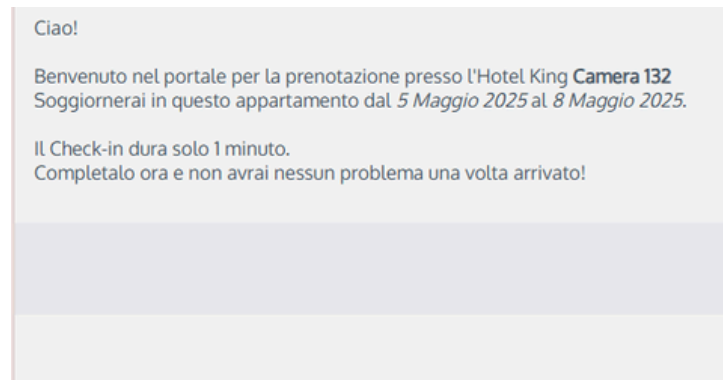 Ciao!
Benvenuto nel portale per la prenotazione presso l'Hotel King Camera 132
Soggiornerai in questo appartamento dal 5 Maggio 2025 al 8 Maggio 2025.
Il Check-in dura solo 1 minuto.
Completalo ora e non avrai nessun problema una volta arrivato!